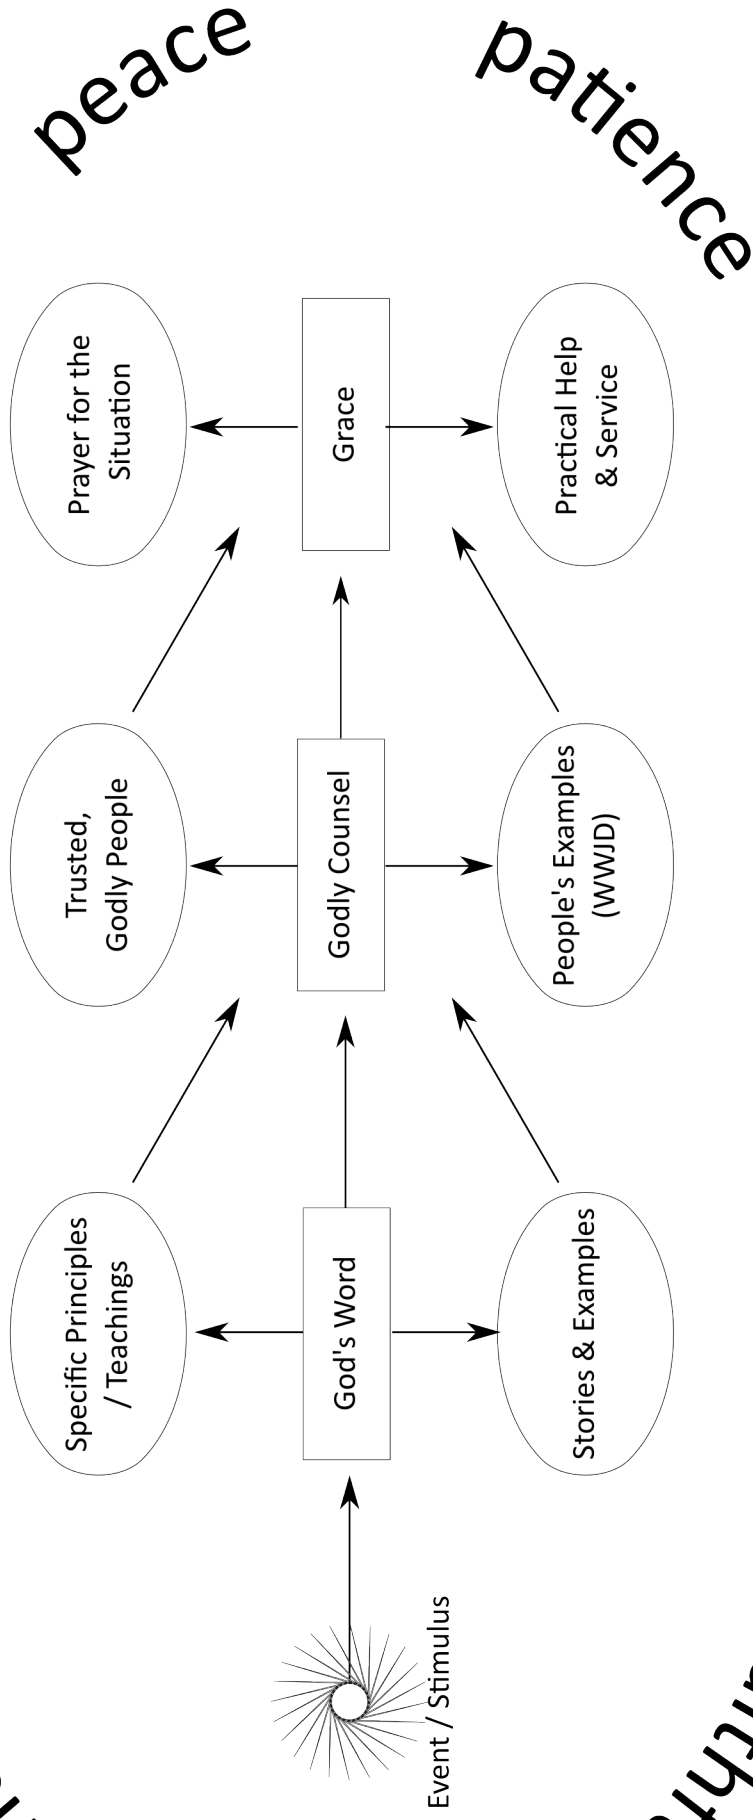 peace
patience
Prayer for the
Situation
Grace
Practical Help
& Service
Trusted,
Godly People
Godly Counsel
People's Examples
(WWJD)
Specific Principles
/ Teachings
God's Word
Stories & Examples
Event / Stimulus